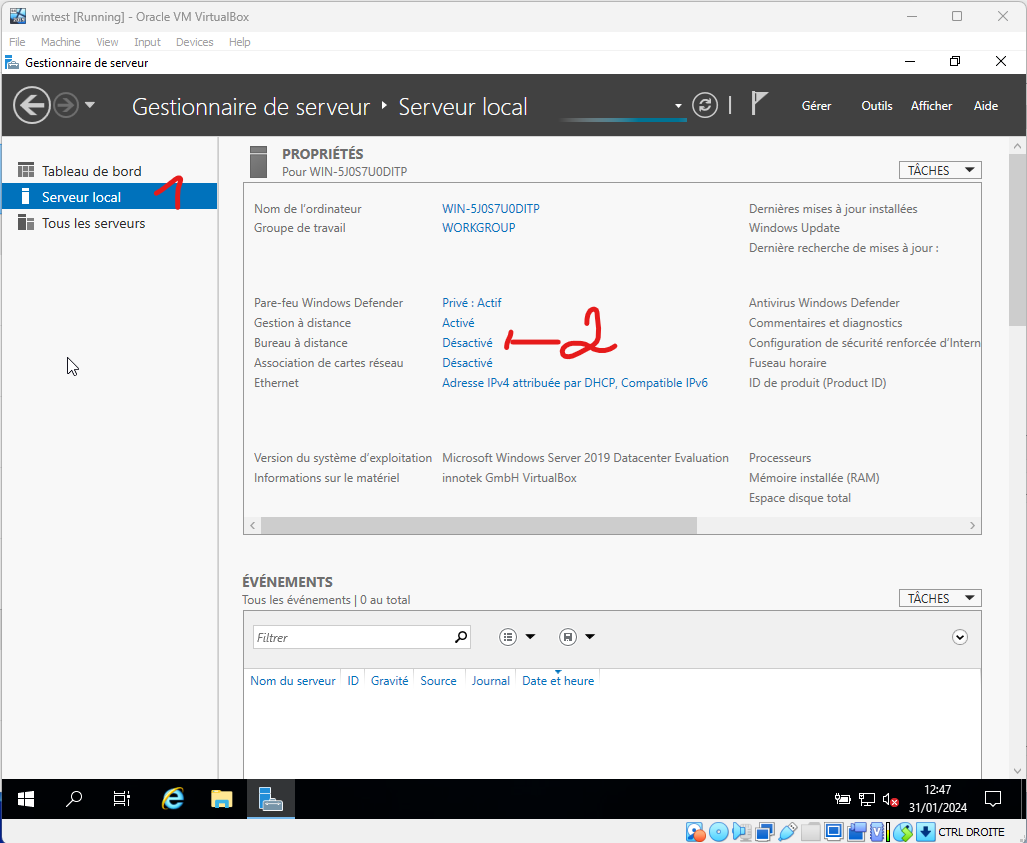 wintest [Running] - Oracle VM VirtualBox
File Machine View Input Devices Help
Gestionnaire de serveur
Gestionnaire de serveur ‣ Serveur local
Gérer Outils Afficher Aide
Tableau de bord
Serveur local 1
Tous les serveurs
PROPRIÉTÉS
Pour WIN-5J0S7U0DITP
TÂCHES
Nom de l'ordinateur WIN-5J0S7U0DITP Dernières mises à jour installées
Groupe de travail WORKGROUP Windows Update
Dernière recherche de mises à jour :
Pare-feu Windows Defender Privé : Actif Antivirus Windows Defender
Gestion à distance Activé Commentaires et diagnostics
Bureau à distance Désactivé 2 Configuration de sécurité renforcée d'Intern
Association de cartes réseau Désactivé Fuseau horaire
Ethernet Adresse IPv4 attribuée par DHCP, Compatible IPv6 ID de produit (Product ID)
Version du système d'exploitation Microsoft Windows Server 2019 Datacenter Evaluation Processeurs
Informations sur le matériel innotek GmbH VirtualBox Mémoire installée (RAM)
Espace disque total
ÉVÉNEMENTS
Tous les événements | 0 au total
TÂCHES
Filtrer
Nom du serveur ID Gravité Source Journal Date et heure
12:47
31/01/2024
CTRL DROITE